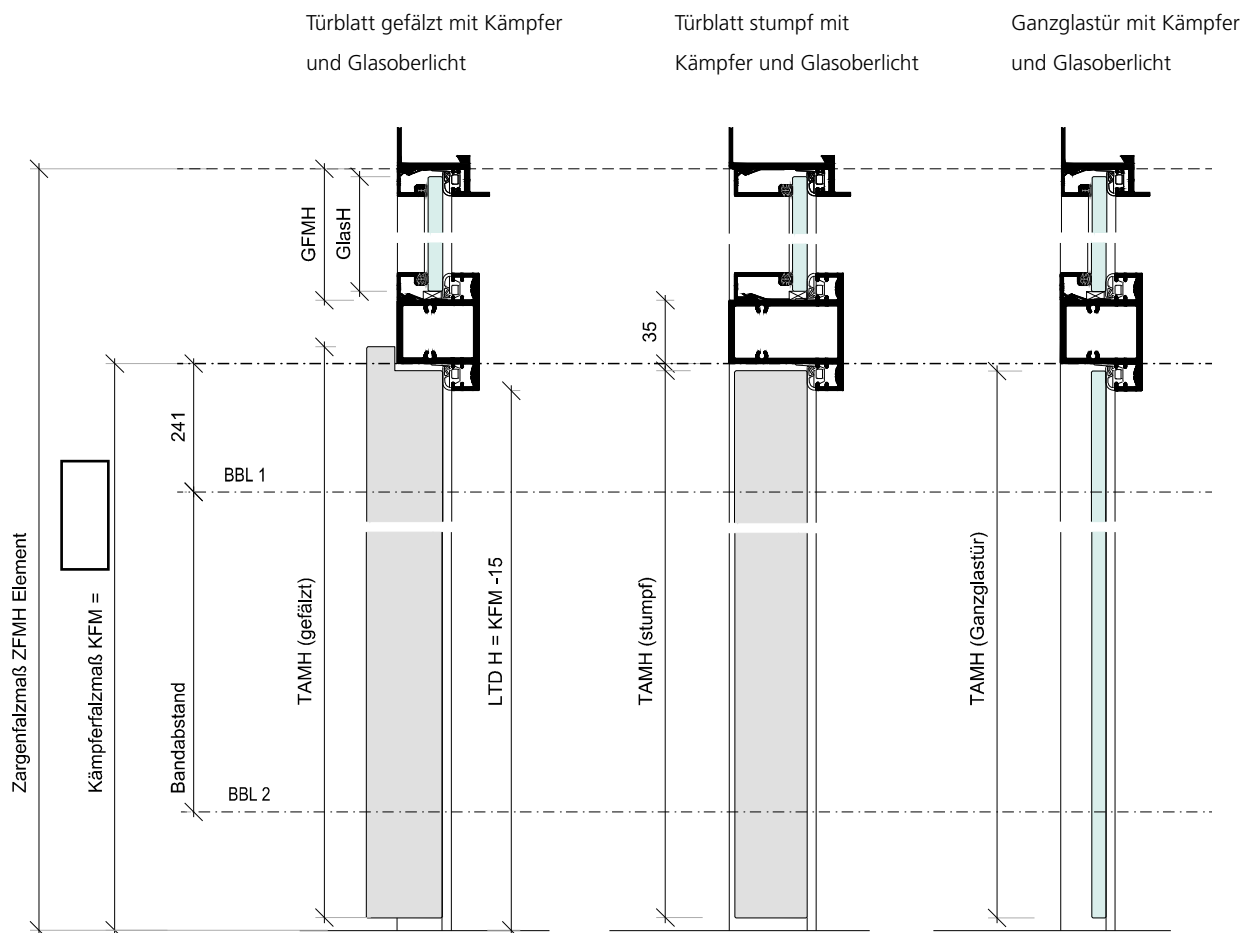 Türblatt gefälzt mit Kämpfer
und Glasoberlicht
Türblatt stumpf mit
Kämpfer und Glasoberlicht
Ganzglastür mit Kämpfer
und Glasoberlicht
Zargenfalzmaß ZFMH Element
Kämpferfalzmaß KFM =
241
Bandabstand
BBL 1
BBL 2
GFMH
GlasH
TAMH (gefälzt)
LTD H = KFM -15
35
TAMH (stumpf)
TAMH (Ganzglastür)